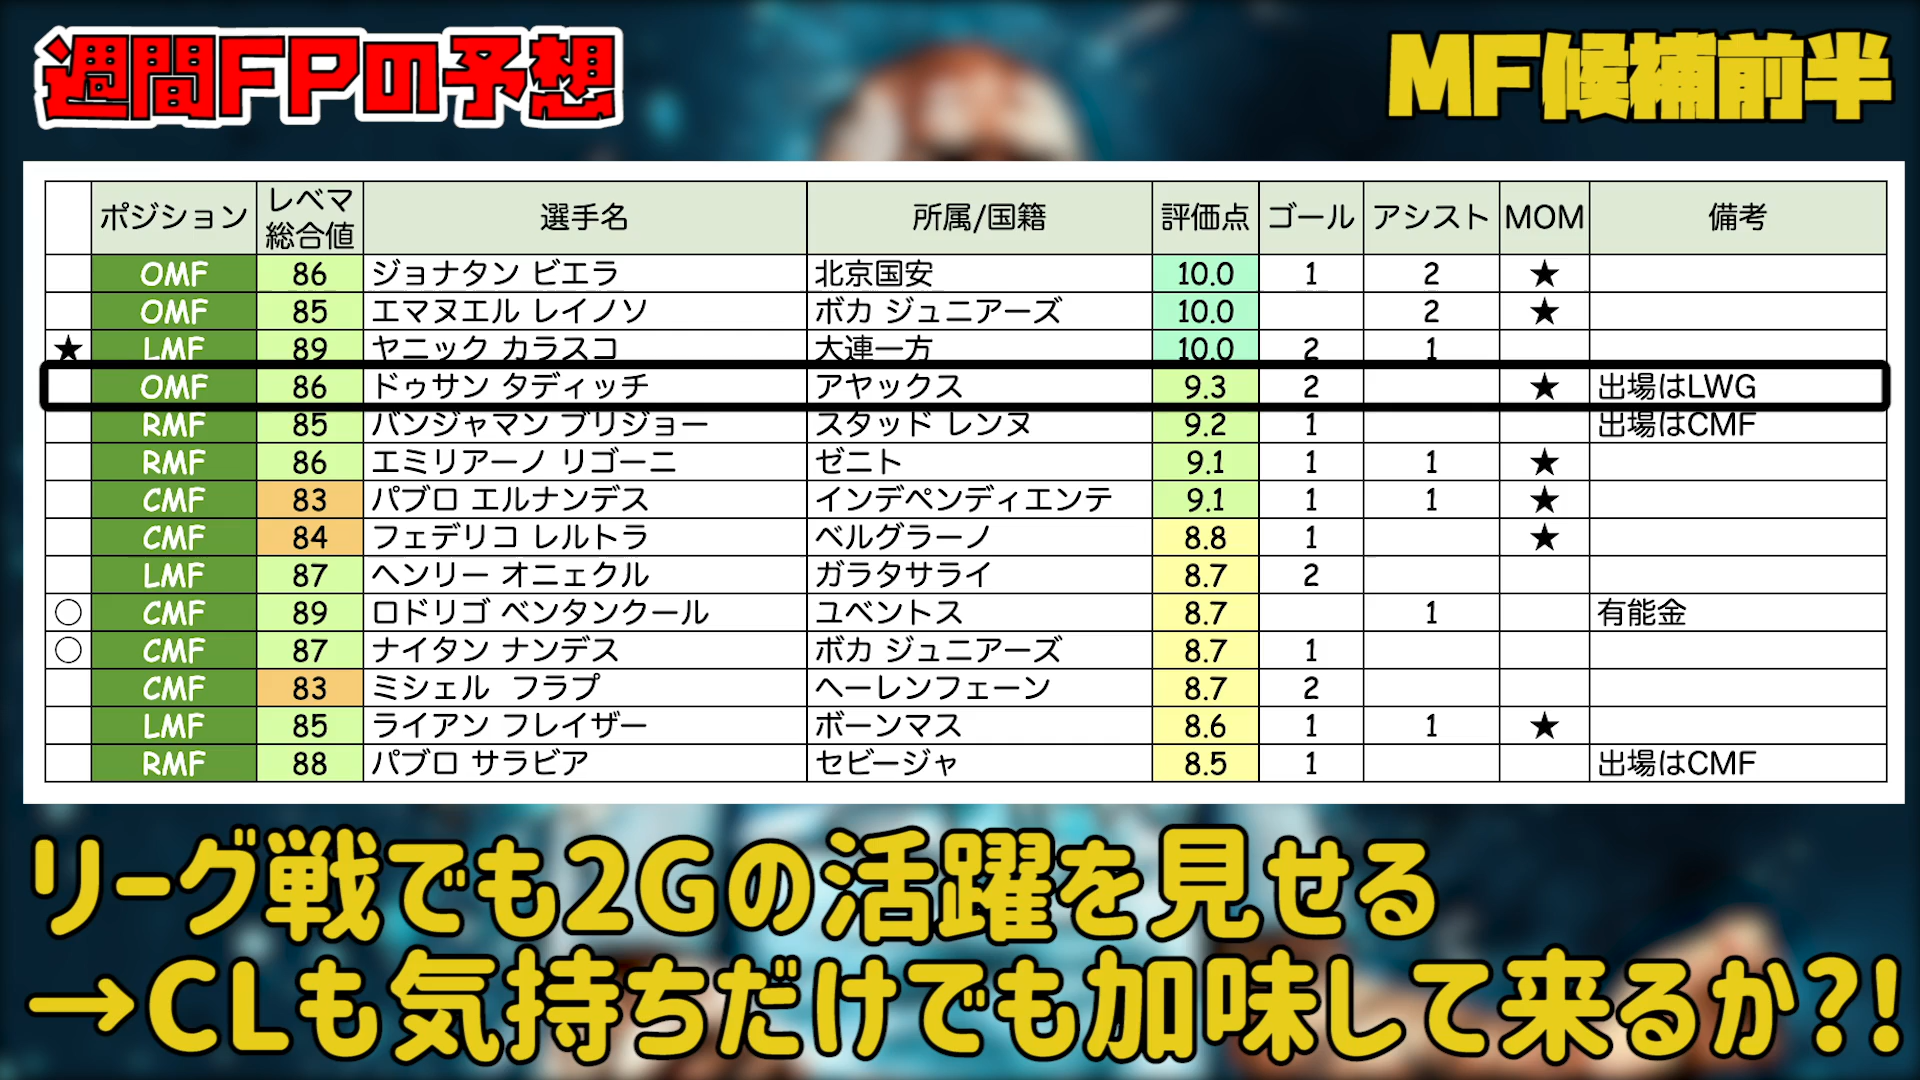 週間FPの予想
MF候補前半
ポジション レベマ総合値 選手名 所属/国籍 評価点 ゴール アシスト MOM 備考
OMF 86 ジョナタン ビエラ 北京国安 10.0 1 2 ★
OMF 85 エマヌエル レイノソ ボカ ジュニアーズ 10.0 2 ★
★ LMF 89 ヤニック カラスコ 大連一方 10.0 2 1
OMF 86 ドゥサン タディッチ アヤックス 9.3 2 ★ 出場はLWG
RMF 85 バンジャマン ブリジョー スタッド レンヌ 9.2 1 出場はCMF
RMF 86 エミリアーノ リゴーニ ゼニト 9.1 1 1 ★
CMF 83 パブロ エルナンデス インデペンディエンテ 9.1 1 1 ★
CMF 84 フェデリコ レルトラ ベルグラーノ 8.8 1 ★
LMF 87 ヘンリー オニェクル ガラタサライ 8.7 2
○ CMF 89 ロドリゴ ベンタンクール ユベントス 8.7 1 有能金
○ CMF 87 ナイタン ナンデス ボカ ジュニアーズ 8.7 1
CMF 83 ミシェル フラプ ヘーレンフェーン 8.7 2
LMF 85 ライアン フレイザー ボーンマス 8.6 1 1 ★
RMF 88 パブロ サラビア セビージャ 8.5 1 出場はCMF
リーグ戦でも2Gの活躍を見せる
→CLも気持ちだけでも加味して来るか?!